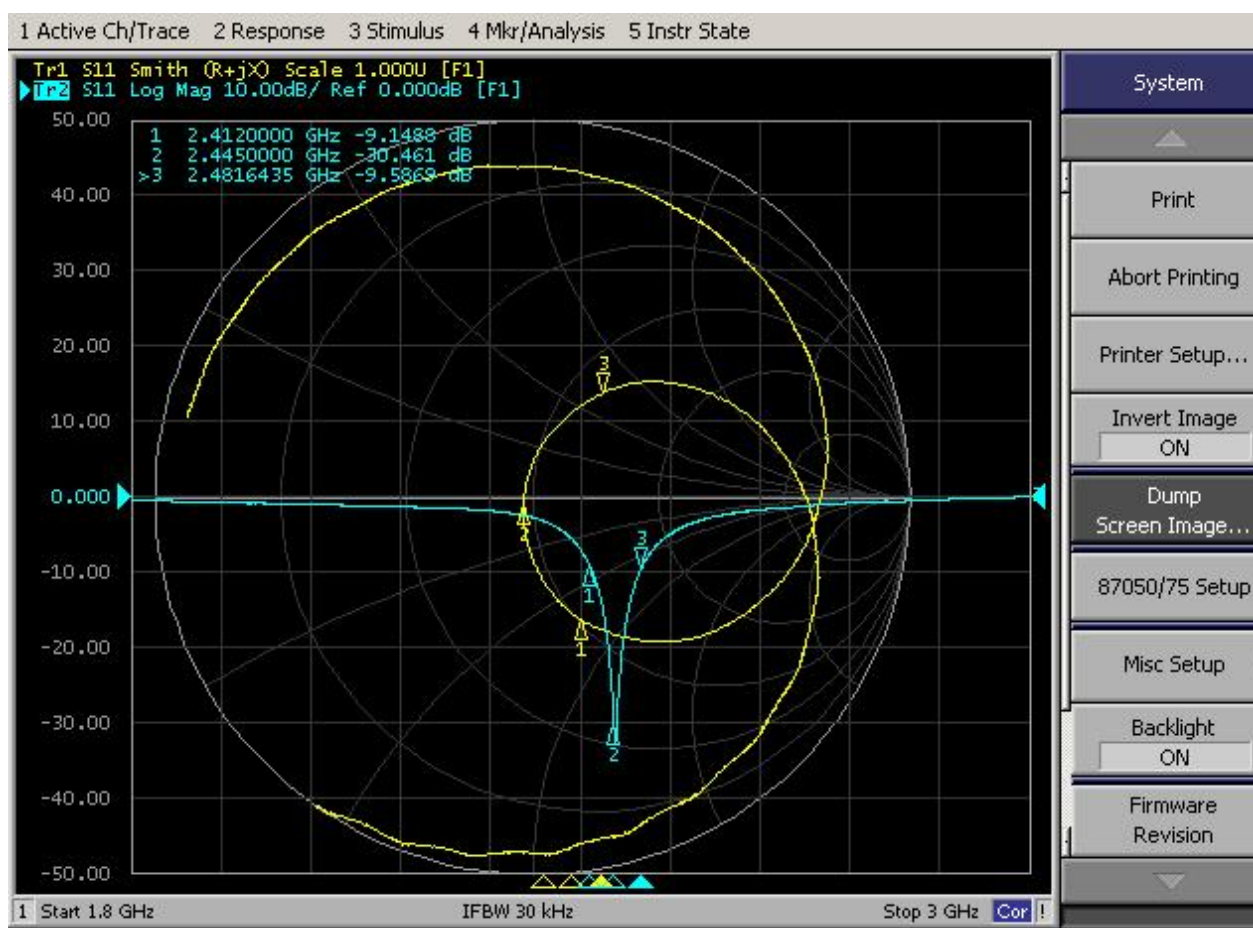 1 Active Ch/Trace 2 Response 3 Stimulus 4 Mkr/Analysis 5 Instr State
Tr1 S11 Smith (R+jX) Scale 1.000U [F1]
Tr2 S11 Log Mag 10.00dB/ Ref 0.000dB [F1]
50.00
1 2.4120000 GHz -9.1488 dB
2 2.4450000 GHz -30.461 dB
>3 2.4816435 GHz -9.5869 dB
40.00
30.00
20.00
10.00
0.000
-10.00
-20.00
-30.00
-40.00
-50.00
3
2
1
3
1
2
1 Start 1.8 GHz
IFBW 30 kHz
Stop 3 GHz Cor !
System
Print
Abort Printing
Printer Setup...
Invert Image
ON
Dump
Screen Image...
87050/75 Setup
Misc Setup
Backlight
ON
Firmware
Revision